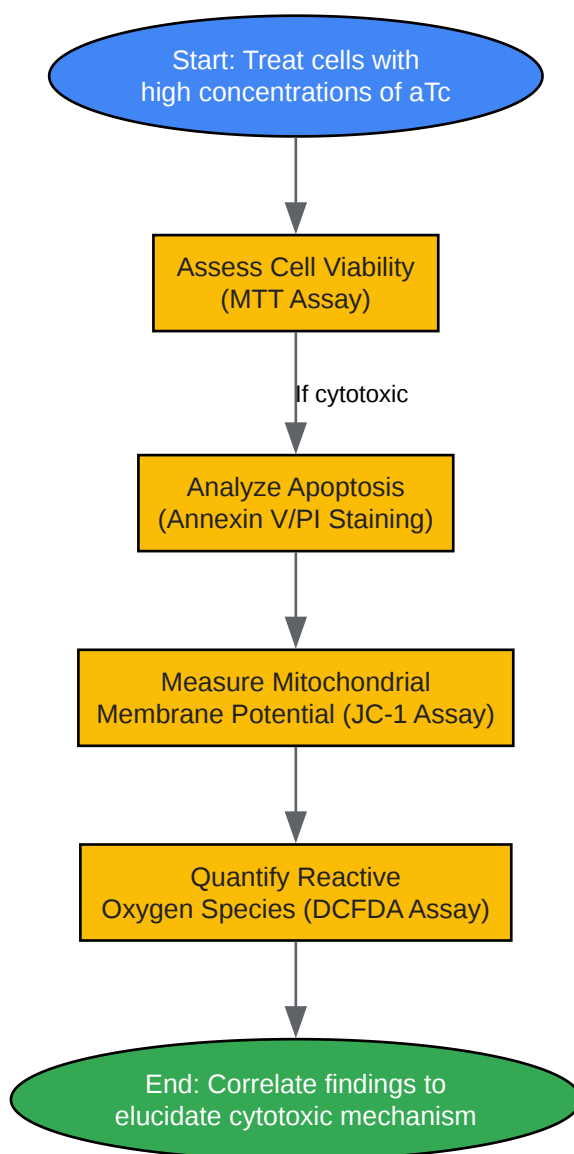 Start: Treat cells with
high concentrations of aTc
Assess Cell Viability
(MTT Assay)
If cytotoxic
Analyze Apoptosis
(Annexin V/PI Staining)
Measure Mitochondrial
Membrane Potential (JC-1 Assay)
Quantify Reactive
Oxygen Species (DCFDA Assay)
End: Correlate findings to
elucidate cytotoxic mechanism